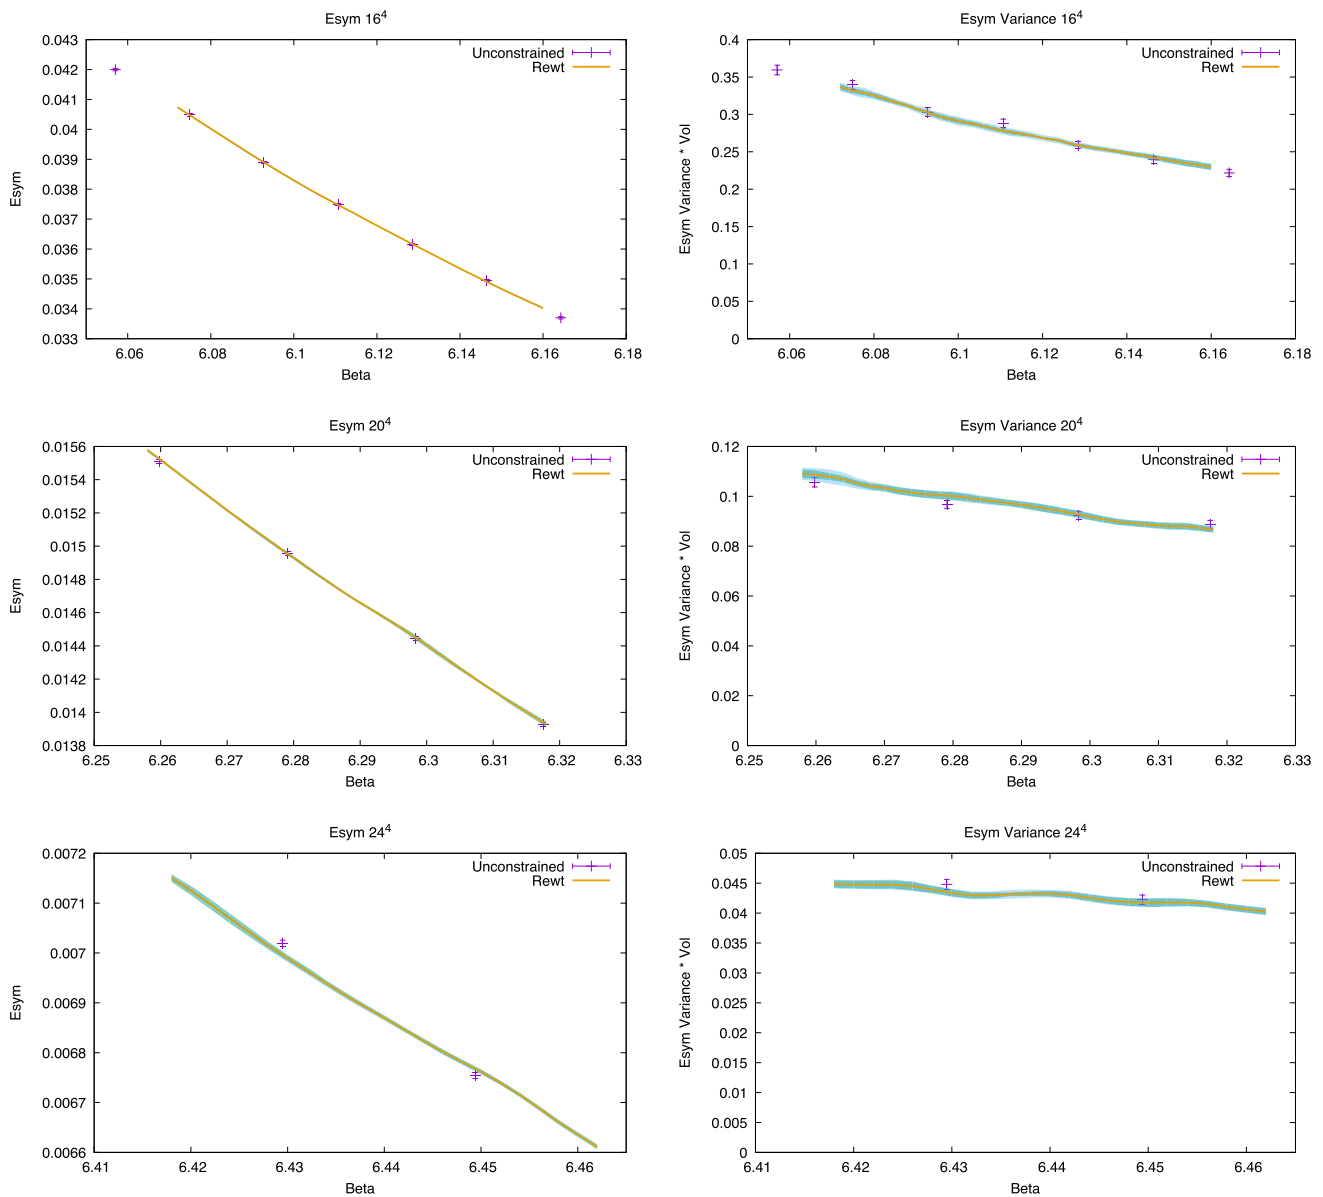 Esym 16^4
Unconstrained
Rewt
Esym
0.043
0.042
0.041
0.04
0.039
0.038
0.037
0.036
0.035
0.034
0.033
6.06 6.08 6.1 6.12 6.14 6.16 6.18
Beta
Esym Variance 16^4
Unconstrained
Rewt
Esym Variance * Vol
0.4
0.35
0.3
0.25
0.2
0.15
0.1
0.05
0
6.06 6.08 6.1 6.12 6.14 6.16 6.18
Beta
Esym 20^4
Unconstrained
Rewt
Esym
0.0156
0.0154
0.0152
0.015
0.0148
0.0146
0.0144
0.0142
0.014
0.0138
6.25 6.26 6.27 6.28 6.29 6.3 6.31 6.32 6.33
Beta
Esym Variance 20^4
Unconstrained
Rewt
Esym Variance * Vol
0.12
0.1
0.08
0.06
0.04
0.02
0
6.25 6.26 6.27 6.28 6.29 6.3 6.31 6.32 6.33
Beta
Esym 24^4
Unconstrained
Rewt
Esym
0.0072
0.0071
0.007
0.0069
0.0068
0.0067
0.0066
6.41 6.42 6.43 6.44 6.45 6.46
Beta
Esym Variance 24^4
Unconstrained
Rewt
Esym Variance * Vol
0.05
0.045
0.04
0.035
0.03
0.025
0.02
0.015
0.01
0.005
0
6.41 6.42 6.43 6.44 6.45 6.46
Beta